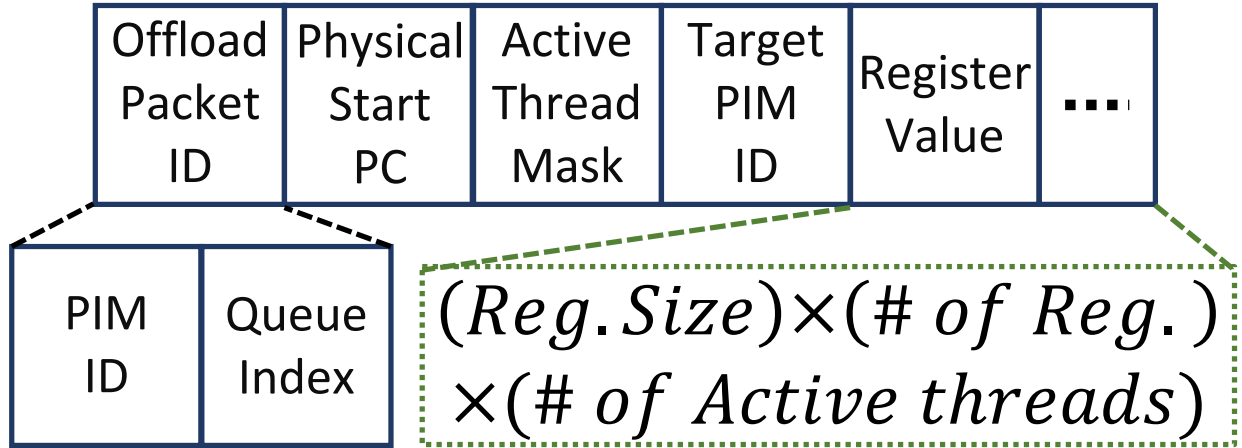 Offload
Packet
ID
Physical
Start
PC
Active
Thread
Mask
Target
PIM
ID
Register
Value
....
PIM
ID
Queue
Index
(Reg. Size)×(# of Reg. )
×(# of Active threads)